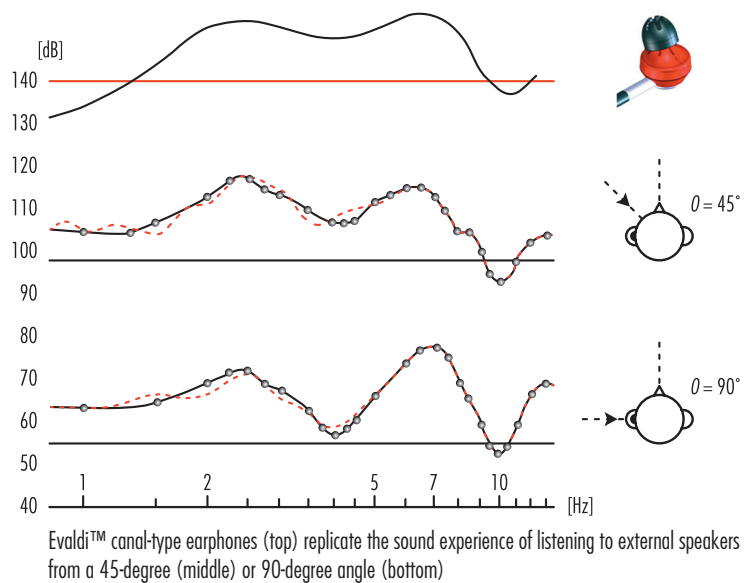 [dB]
140
130
120
110
θ = 45°
100
90
80
70
θ = 90°
60
50
1 2 5 7 10
40 [Hz]
Evaldi™ canal-type earphones (top) replicate the sound experience of listening to external speakers
from a 45-degree (middle) or 90-degree angle (bottom)